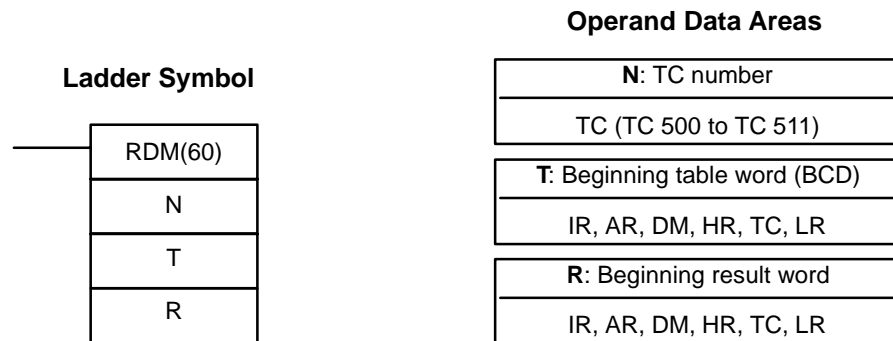 Ladder Symbol
RDM(60)
N
T
R
Operand Data Areas
N: TC number
TC (TC 500 to TC 511)
T: Beginning table word (BCD)
IR, AR, DM, HR, TC, LR
R: Beginning result word
IR, AR, DM, HR, TC, LR